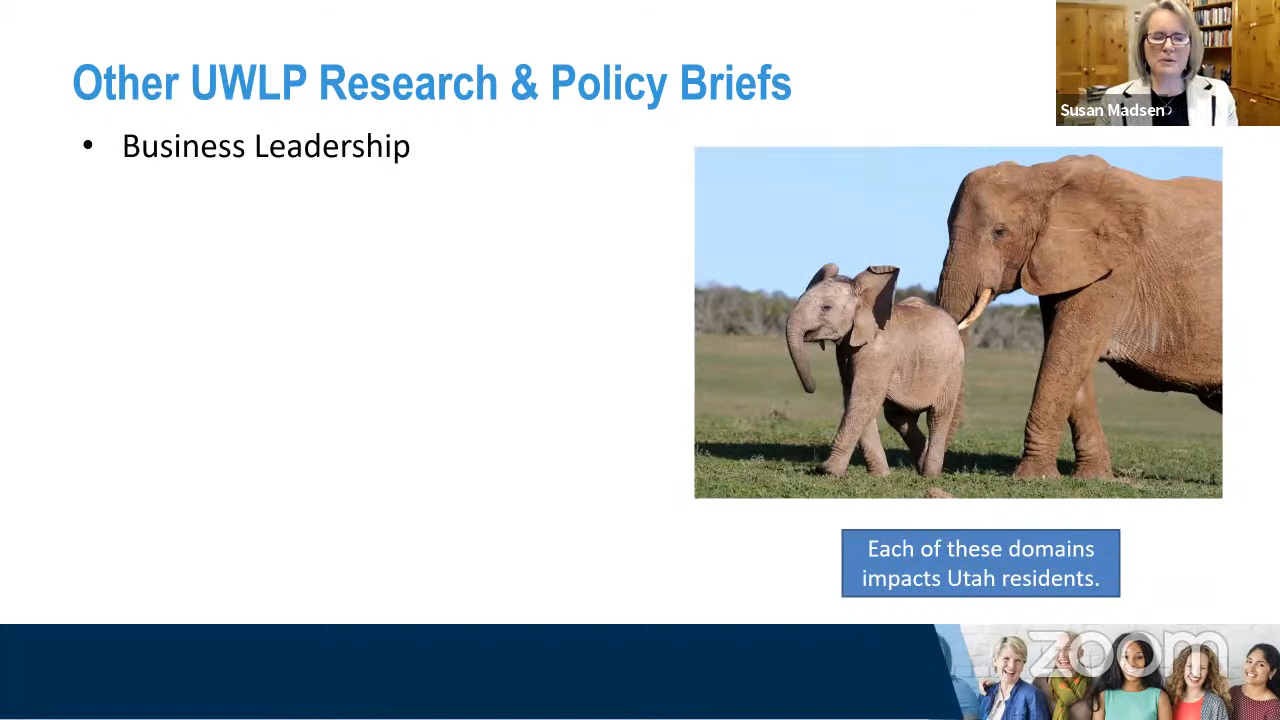 Other UWLP Research & Policy Briefs
Susan Madsen
• Business Leadership
Each of these domains
impacts Utah residents.
zoom